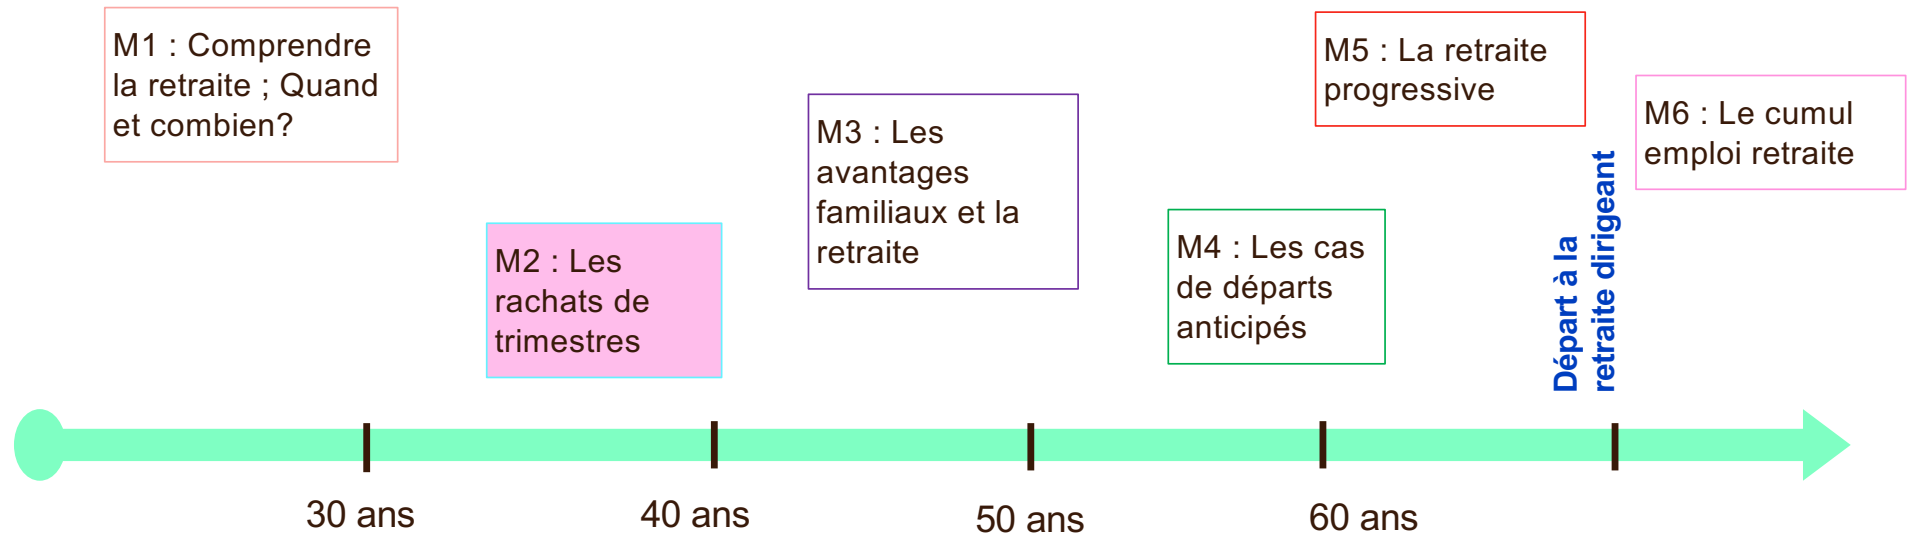 M1 : Comprendre
la retraite ; Quand
et combien?
M2 : Les
rachats de
trimestres
M3 : Les
avantages
familiaux et la
retraite
M4 : Les cas
de départs
anticipés
M5 : La retraite
progressive
Départ à la
retraite dirigeant
M6 : Le cumul
emploi retraite
30 ans
40 ans
50 ans
60 ans